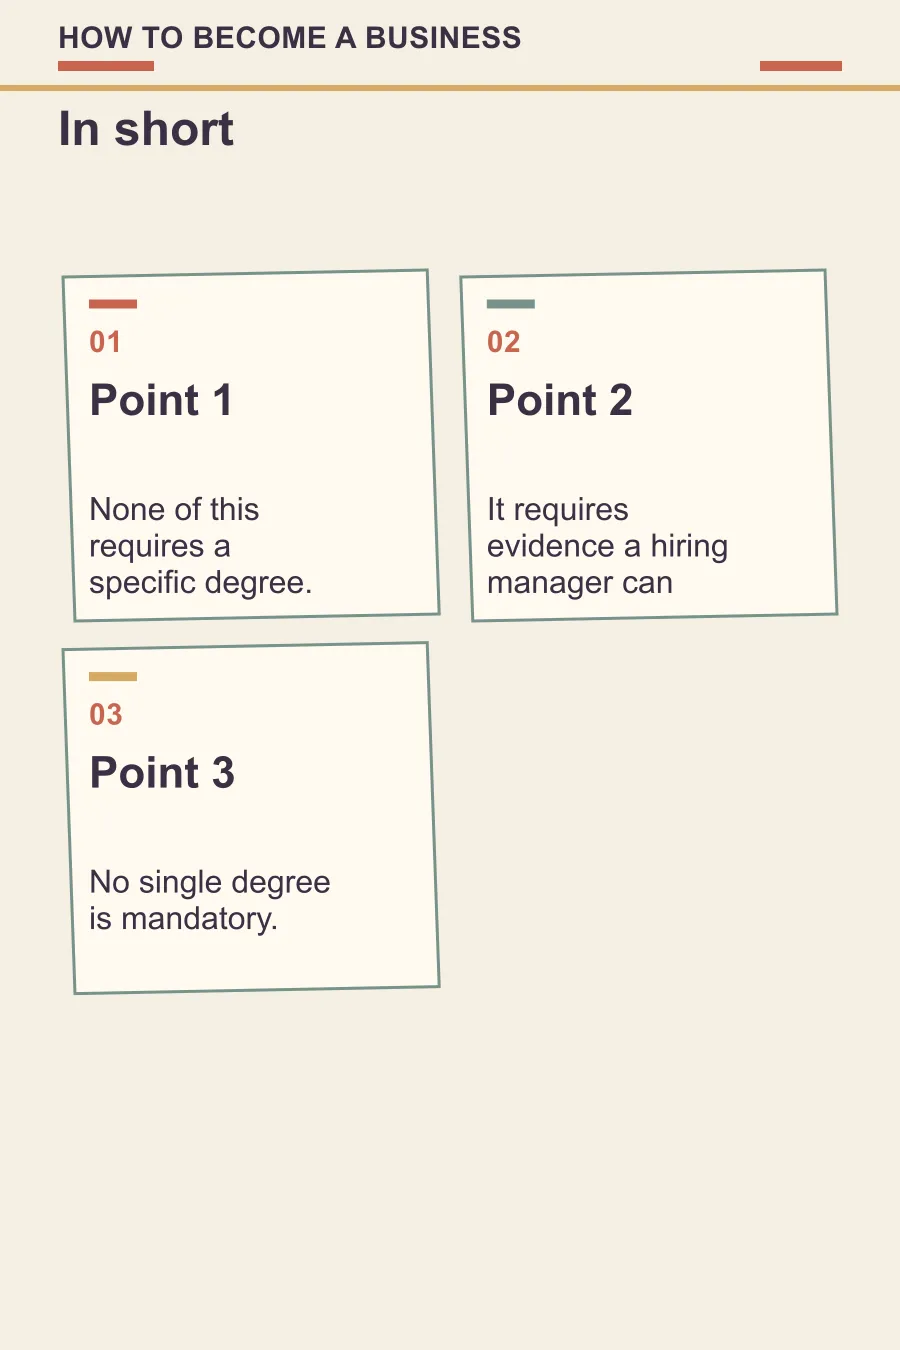 HOW TO BECOME A BUSINESS
In short
01
Point 1
None of this
requires a
specific degree.
02
Point 2
It requires
evidence a hiring
manager can
03
Point 3
No single degree
is mandatory.